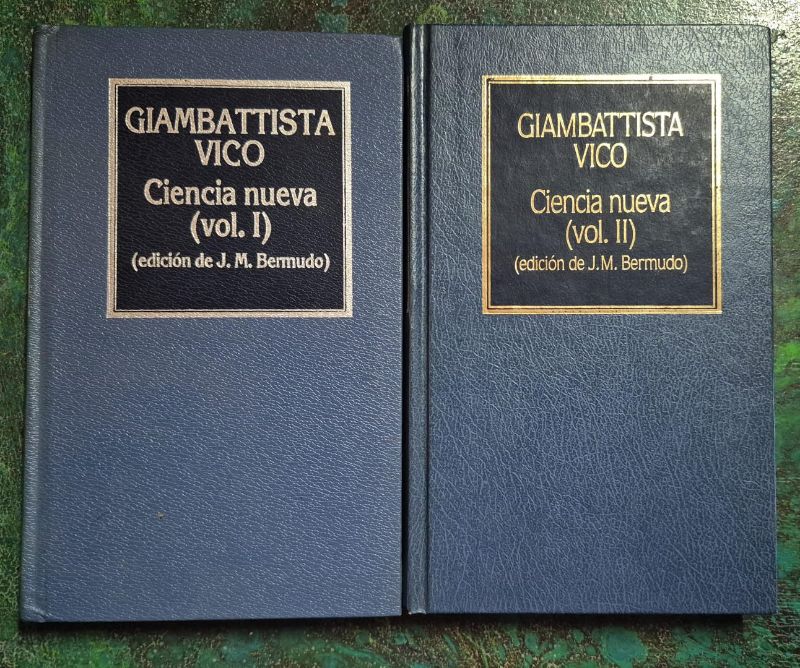 GIAMBATTISTA
VICO
Ciencia nueva
(vol. I)
(edición de J. M. Bermudo)
GIAMBATTISTA
VICO
Ciencia nueva
(vol. II)
(edición de J. M. Bermudo)